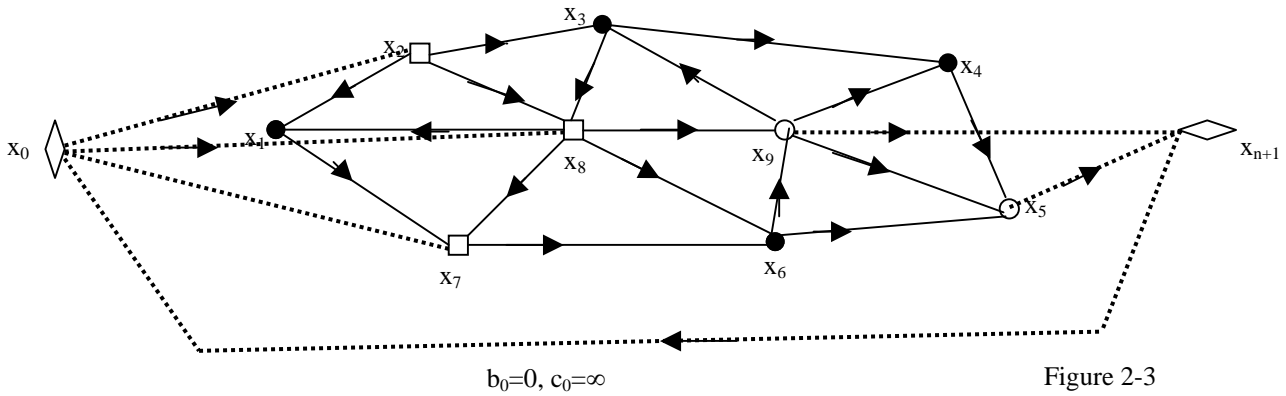 x3
x2
x4
x1
x0
x8
x9
xn+1
x5
x7
x6
b0=0, c0=∞
Figure 2-3